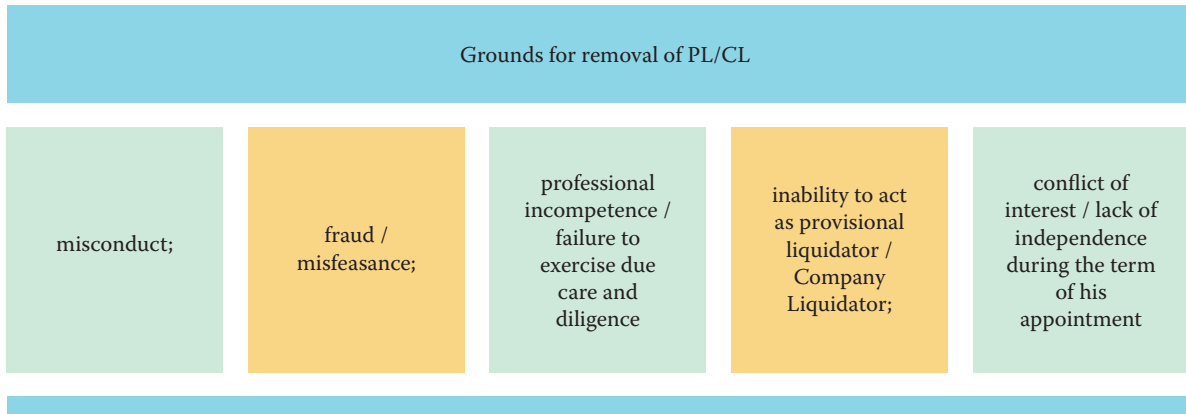 Grounds for removal of PL/CL
misconduct;
fraud /
misfeasance;
professional
incompetence /
failure to
exercise due
care and
diligence
inability to act
as provisional
liquidator /
Company
Liquidator;
conflict of
interest / lack of
independence
during the term
of his
appointment